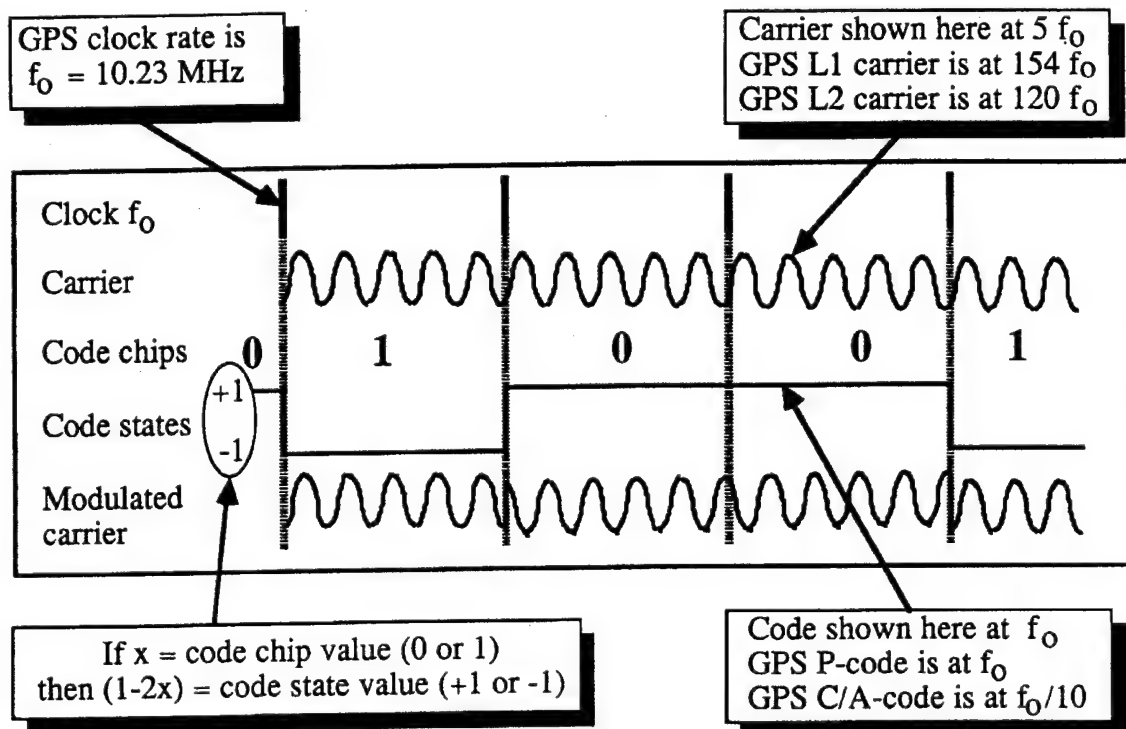 GPS clock rate is
f₀ = 10.23 MHz
Carrier shown here at 5 f₀
GPS L1 carrier is at 154 f₀
GPS L2 carrier is at 120 f₀
Clock f₀
Carrier
Code chips 0 1 0 0 1
+1
Code states
-1
Modulated
carrier
If x = code chip value (0 or 1)
then (1-2x) = code state value (+1 or -1)
Code shown here at f₀
GPS P-code is at f₀
GPS C/A-code is at f₀/10